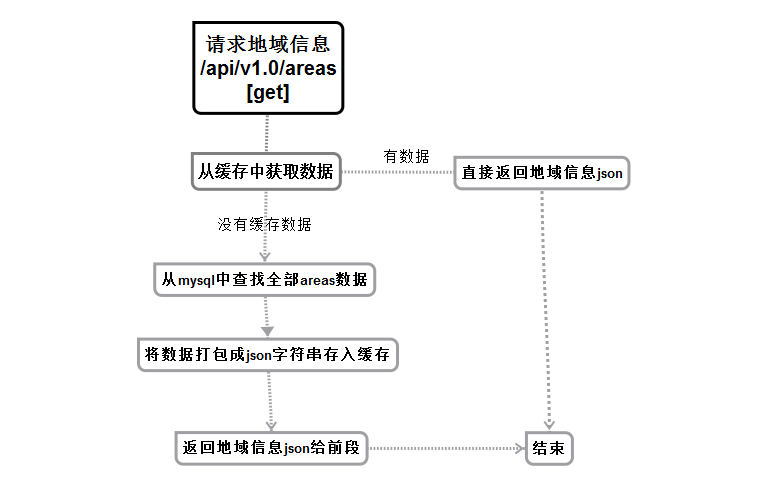 请求地域信息
/api/v1.0/areas
[get]
从缓存中获取数据
有数据
直接返回地域信息json
没有缓存数据
从mysql中查找全部areas数据
将数据打包成json字符串存入缓存
返回地域信息json给前段
结束